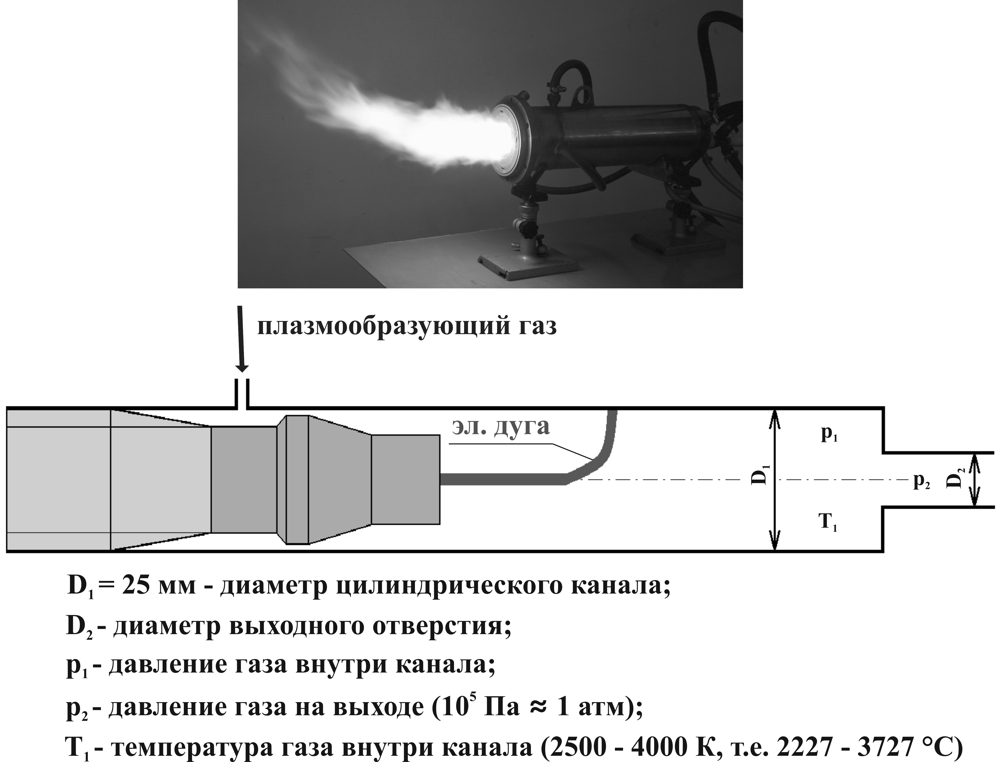 плазмообразующий газ
эл. дуга
p₁
D₁
p₂
D₂
T₁
D₁ = 25 мм - диаметр цилиндрического канала;
D₂ - диаметр выходного отверстия;
p₁ - давление газа внутри канала;
p₂ - давление газа на выходе (10⁵ Па ≈ 1 атм);
T₁ - температура газа внутри канала (2500 - 4000 К, т.е. 2227 - 3727 °С)